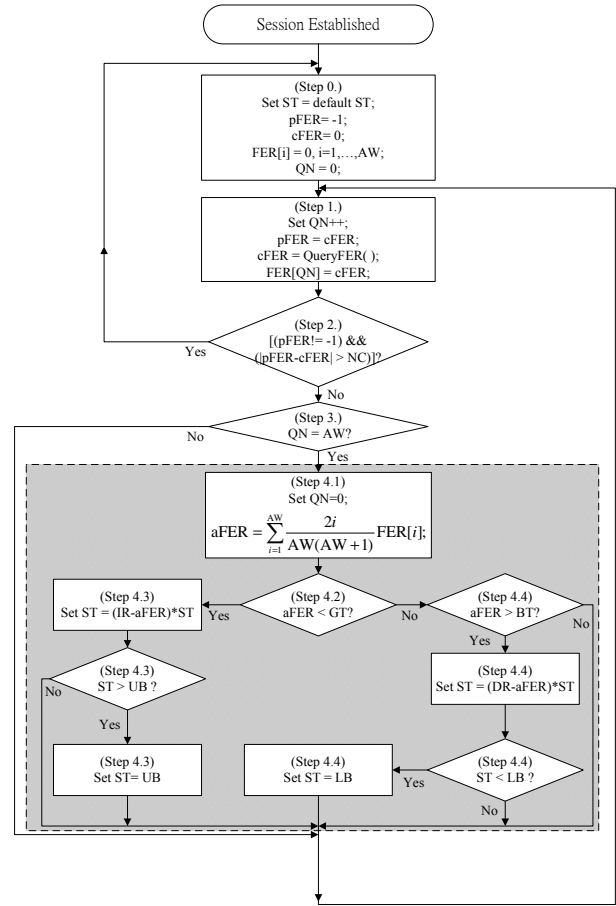 Session Established
(Step 0.)
Set ST = default ST;
pFER= -1;
cFER= 0;
FER[i] = 0, i=1,…,AW;
QN = 0;
(Step 1.)
Set QN++;
pFER = cFER;
cFER = QueryFER( );
FER[QN] = cFER;
(Step 2.)
[(pFER!= -1) &&
(|pFER-cFER| > NC)]?
Yes
No
(Step 3.)
QN = AW?
No
Yes
(Step 4.1)
Set QN=0;
aFER = \sum_{i=1}^{AW} \frac{2i}{AW(AW+1)} FER[i];
(Step 4.3)
Set ST = (IR-aFER)*ST
Yes
(Step 4.2)
aFER < GT?
No
(Step 4.4)
aFER > BT?
No
Yes
(Step 4.3)
ST > UB ?
No
Yes
(Step 4.4)
Set ST = (DR-aFER)*ST
(Step 4.3)
Set ST= UB
(Step 4.4)
Set ST = LB
Yes
(Step 4.4)
ST < LB ?
No